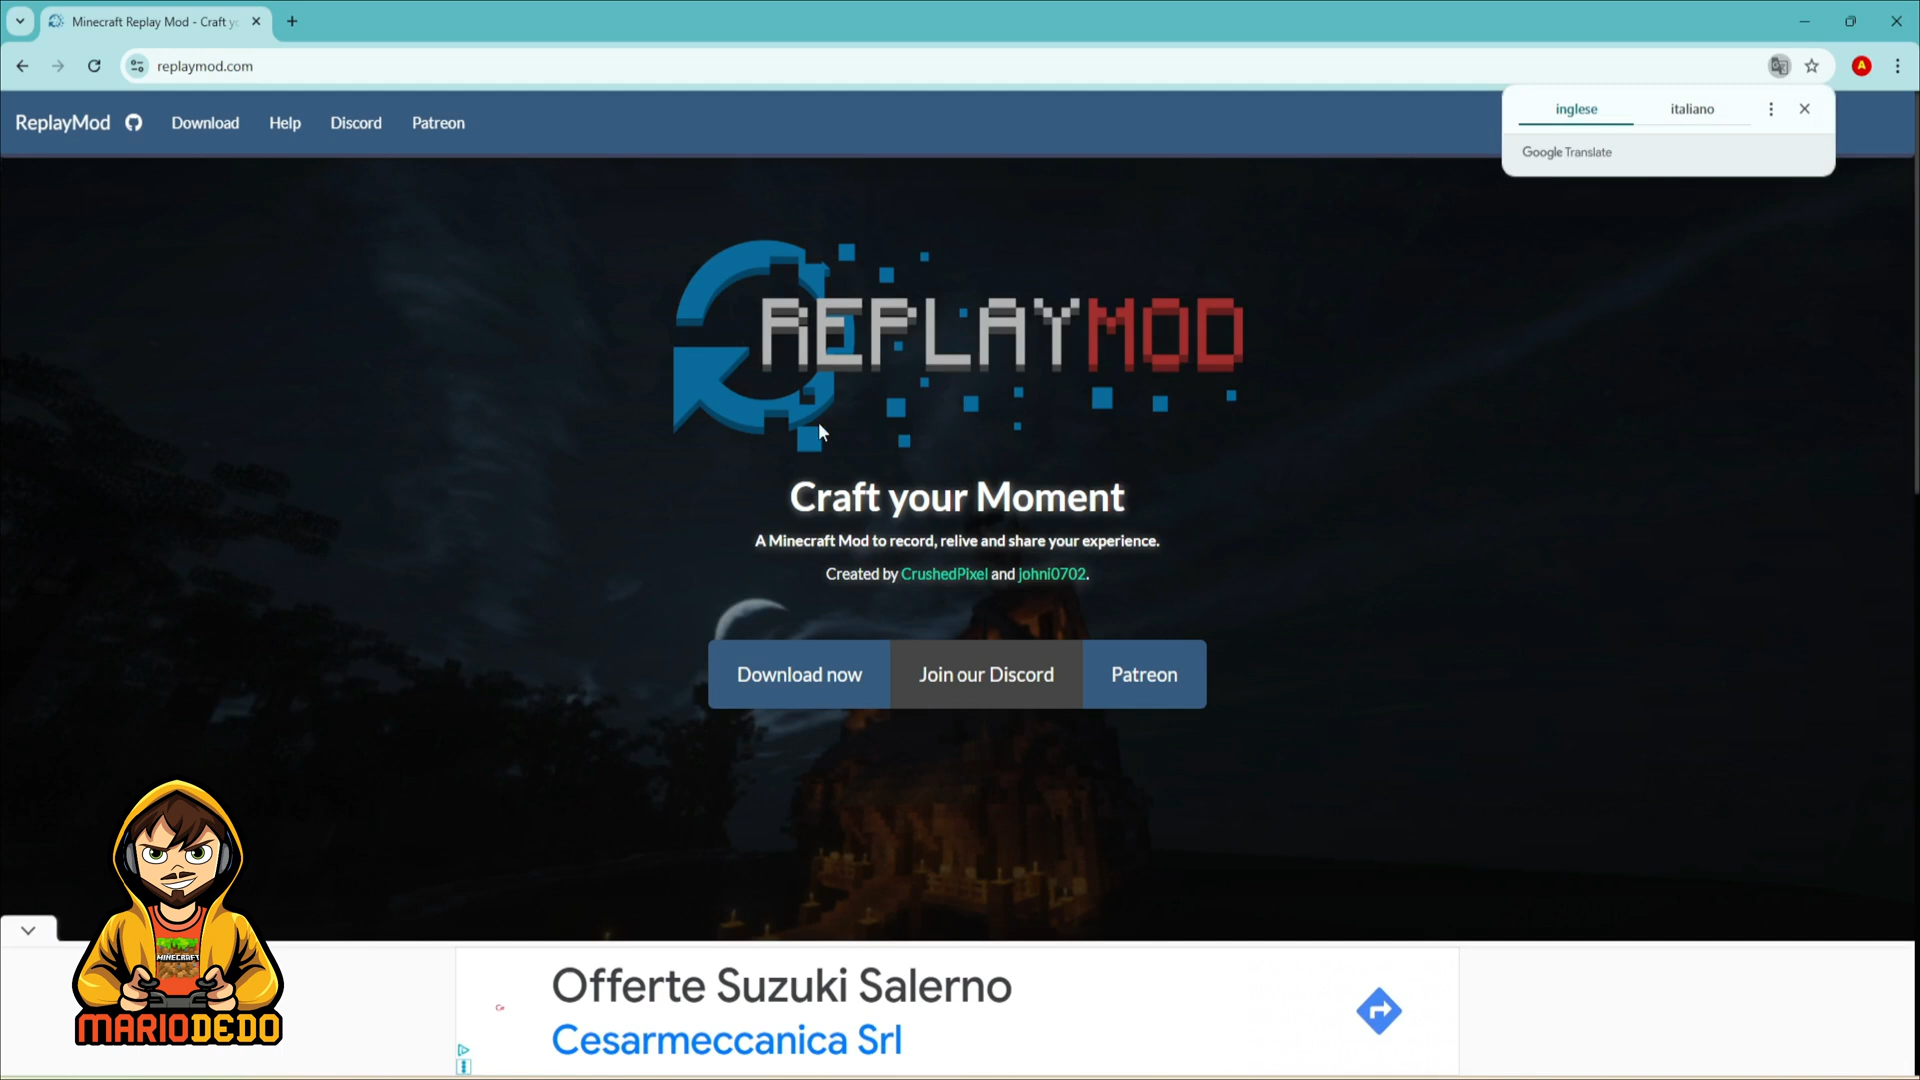 Minecraft Replay Mod - Craft y
replaymod.com
A
inglese
italiano
Google Translate
ReplayMod
Download
Help
Discord
Patreon
REPLAYMOD
Craft your Moment
A Minecraft Mod to record, relive and share your experience.
Created by CrushedPixel and johni0702.
Download now
Join our Discord
Patreon
MINECRAFT
MARIODEDO
Offerte Suzuki Salerno
Cesarmeccanica Srl